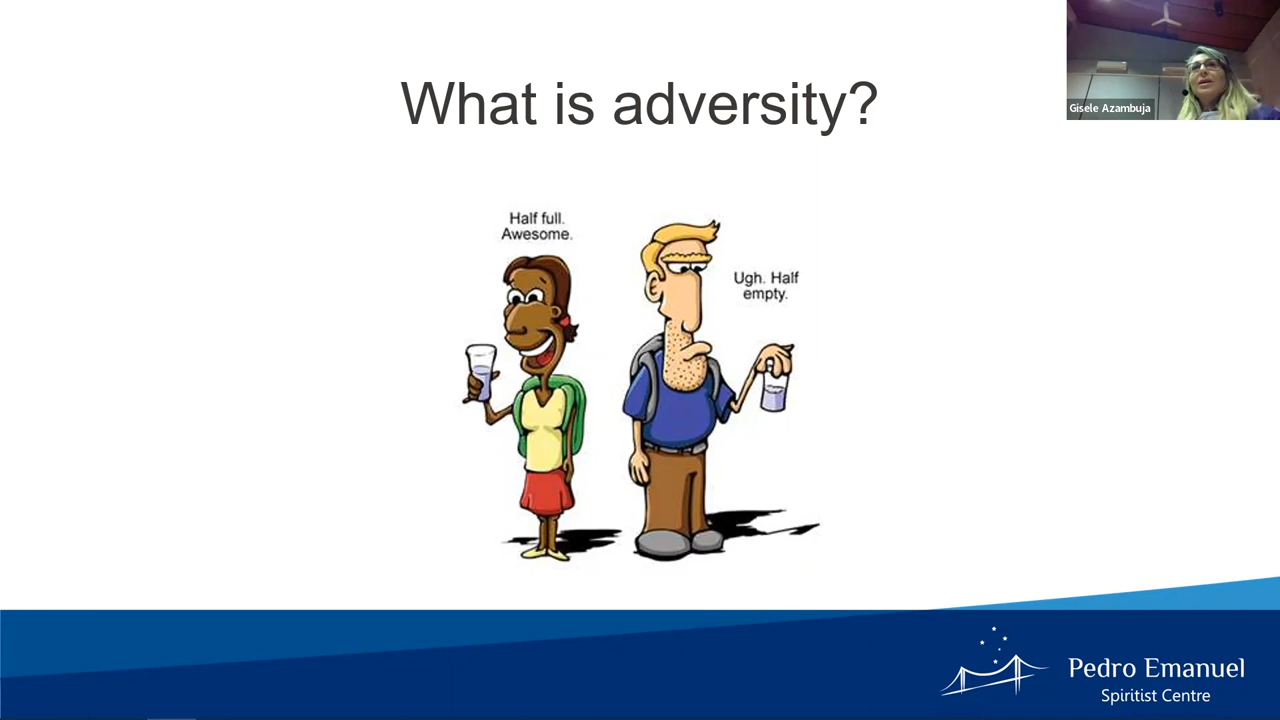 What is adversity?
Gisele Azambuja
Half full.
Awesome.
Ugh. Half
empty.
Pedro Emanuel
Spiritist Centre